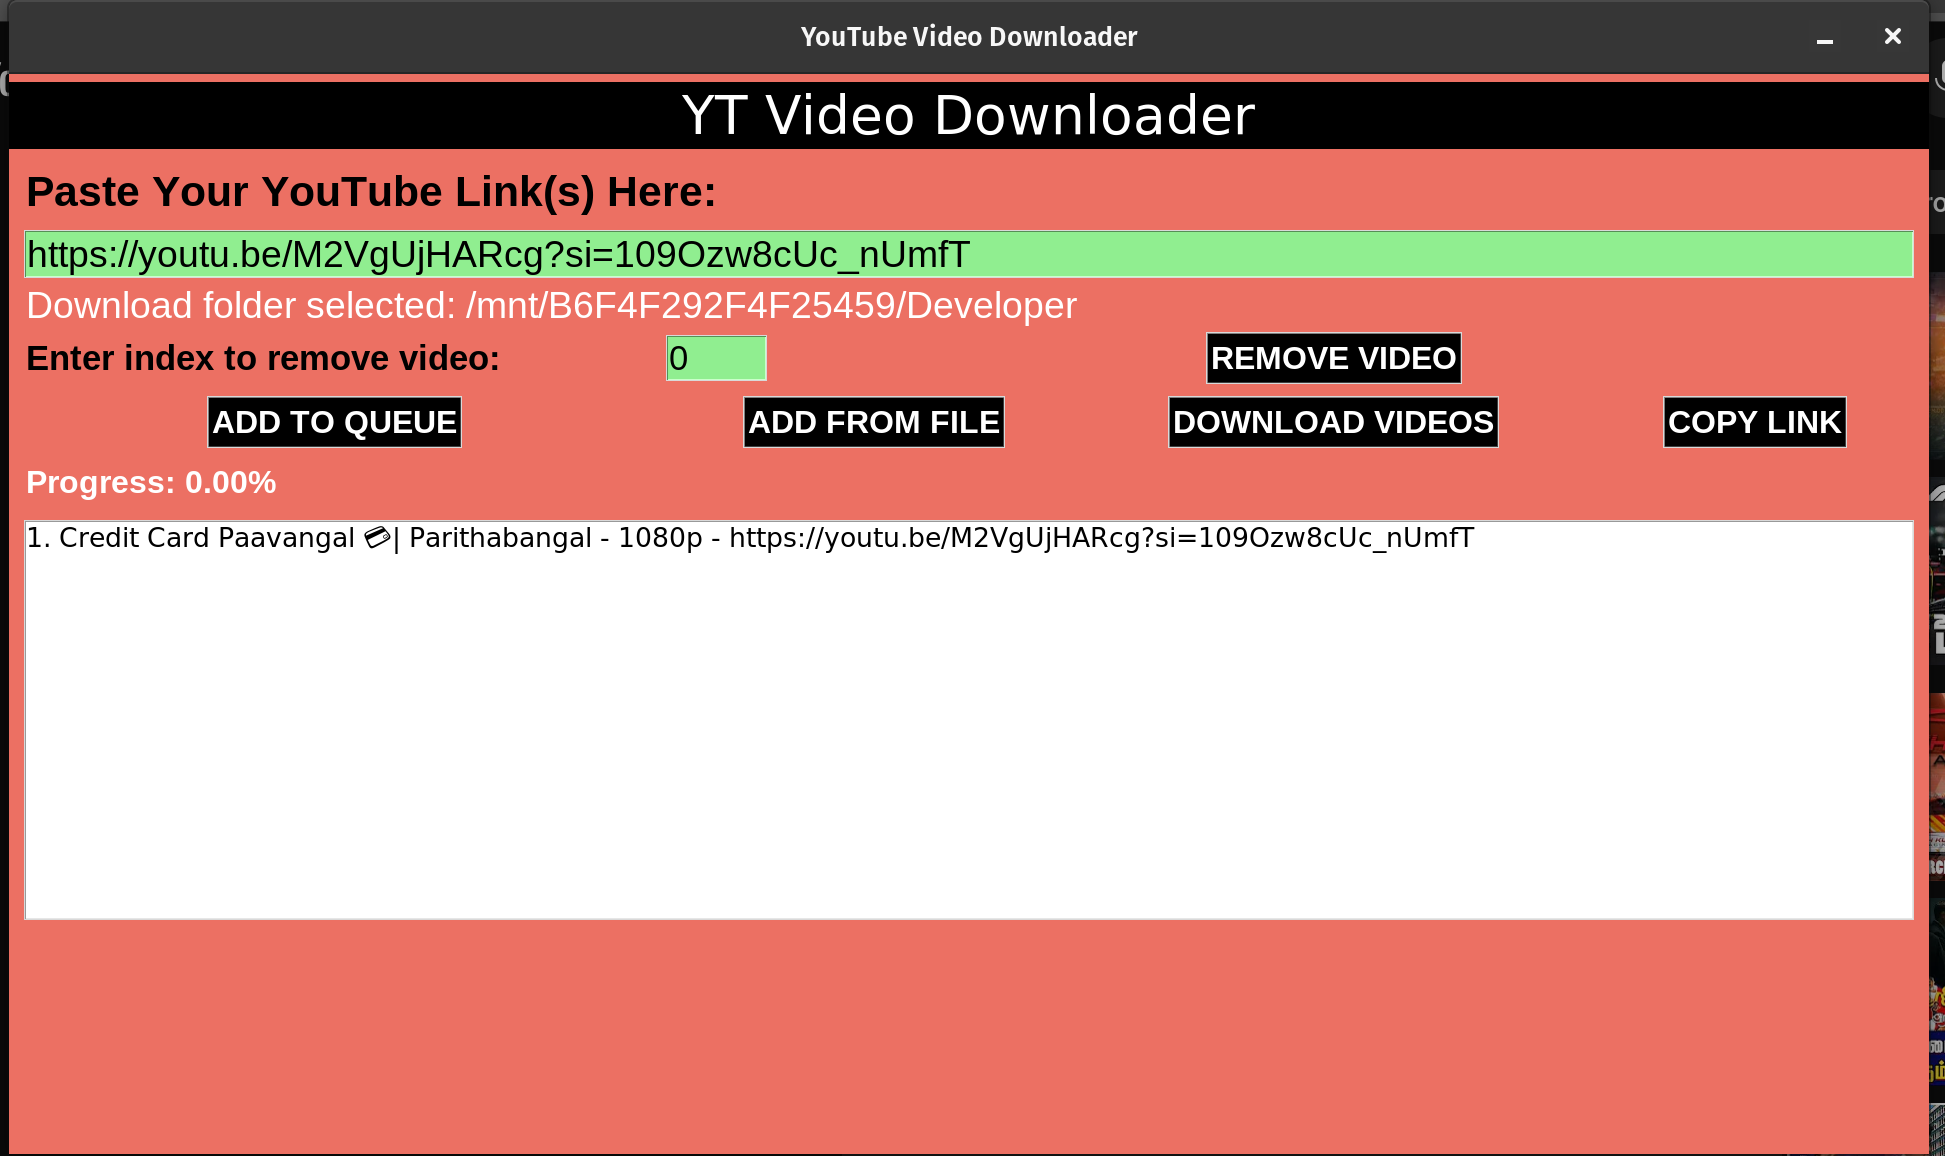 YouTube Video Downloader
YT Video Downloader
Paste Your YouTube Link(s) Here:
https://youtu.be/M2VgUjHARcg?si=109Ozw8cUc_nUmfT
Download folder selected: /mnt/B6F4F292F4F25459/Developer
Enter index to remove video: 0 REMOVE VIDEO
ADD TO QUEUE ADD FROM FILE DOWNLOAD VIDEOS COPY LINK
Progress: 0.00%
1. Credit Card Paavangal 💳| Parithabangal - 1080p - https://youtu.be/M2VgUjHARcg?si=109Ozw8cUc_nUmfT